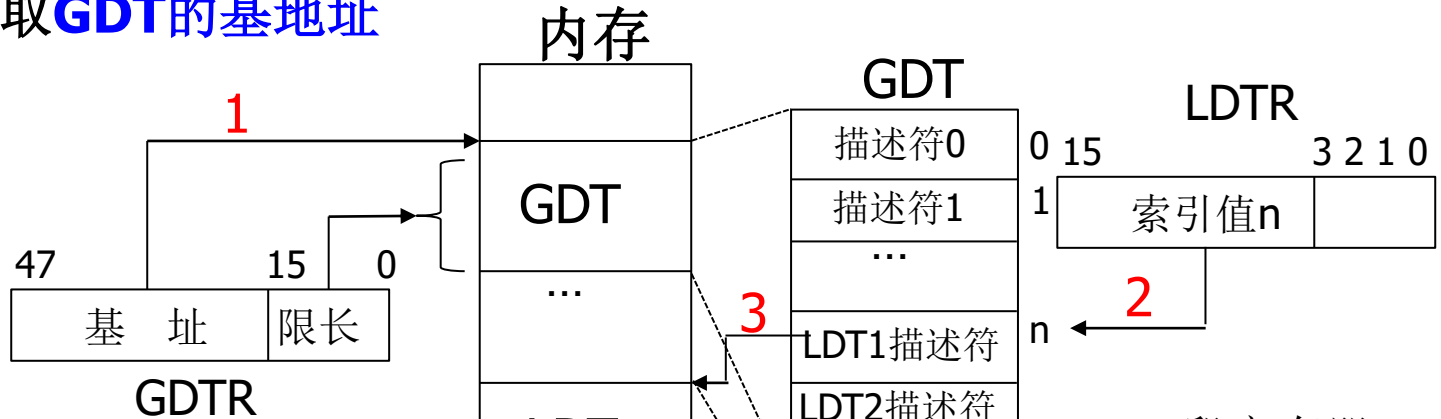 取GDT的基地址
内存
GDT
LDTR
1
描述符0
0
15
3 2 1 0
GDT
描述符1
1
索引值n
...
47
15
0
...
2
基 址
限长
3
LDT1描述符
n
GDTR
LDT2描述符